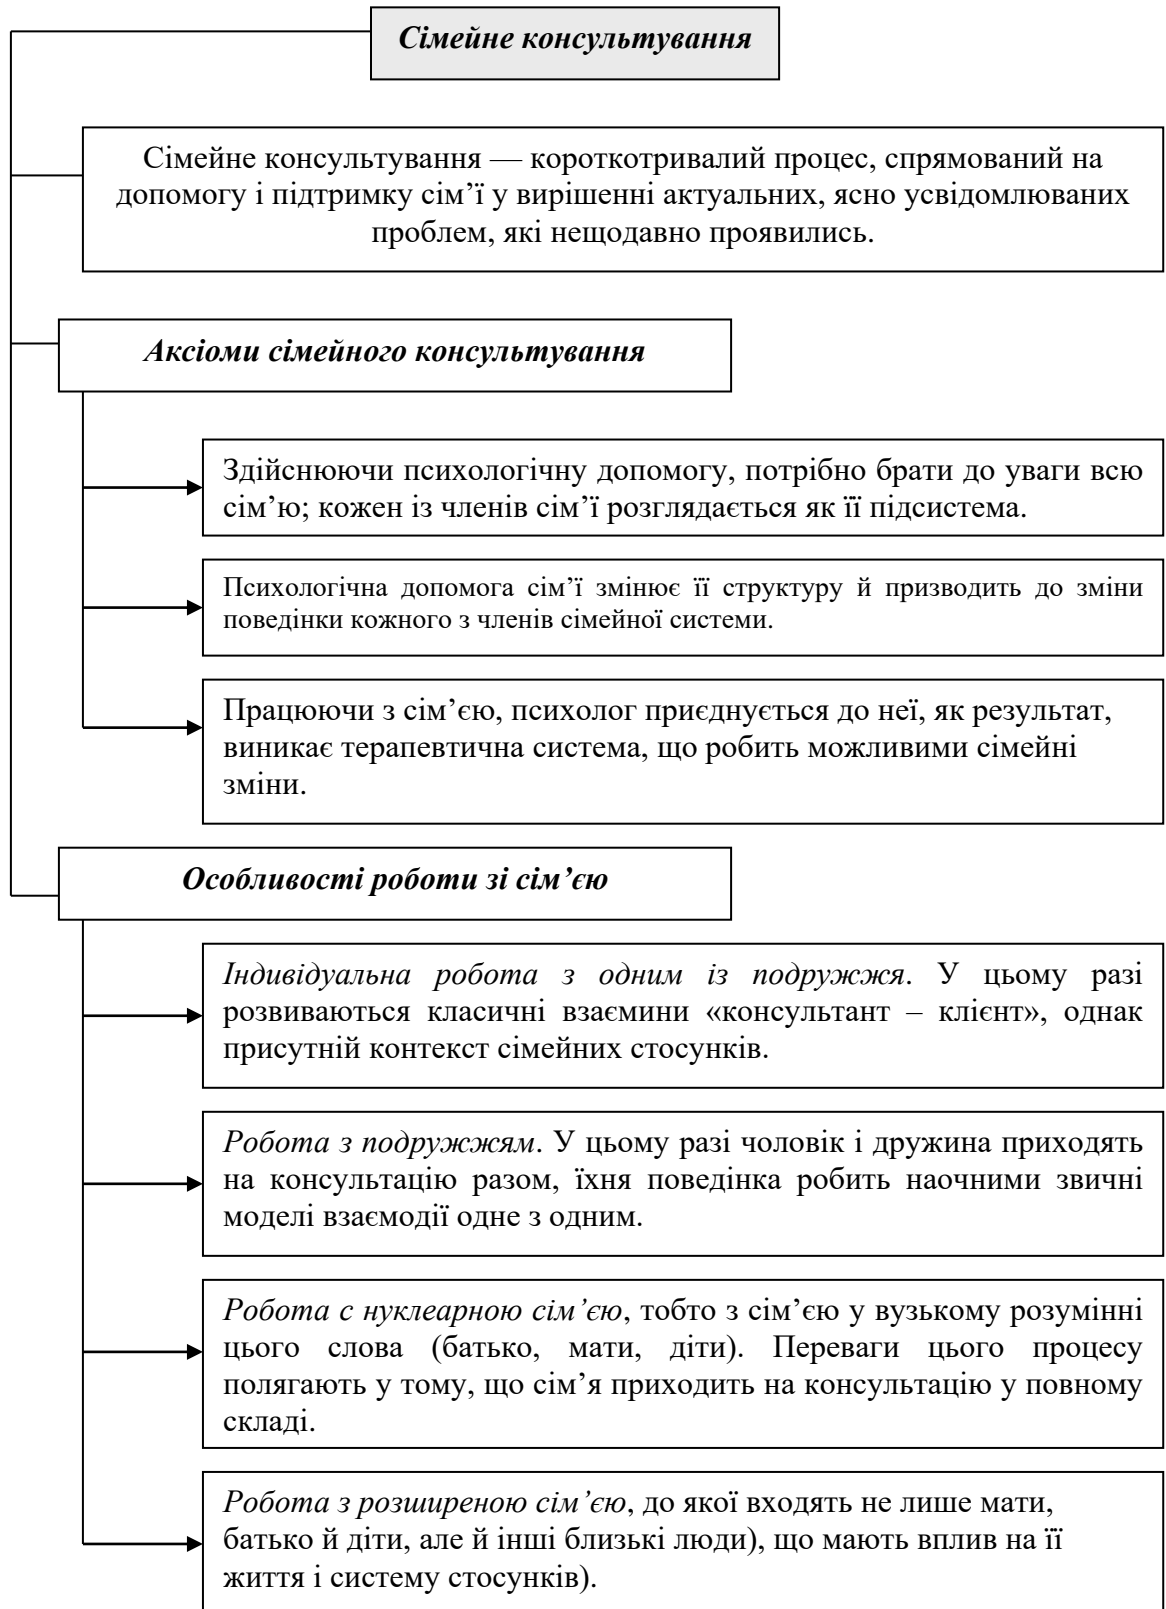 Сімейне консультування
Сімейне консультування — короткотривалий процес, спрямований на
допомогу і підтримку сім’ї у вирішенні актуальних, ясно усвідомлюваних
проблем, які нещодавно проявились.
Аксіоми сімейного консультування
Здійснюючи психологічну допомогу, потрібно брати до уваги всю
сім’ю; кожен із членів сім’ї розглядається як її підсистема.
Психологічна допомога сім’ї змінює її структуру й призводить до зміни
поведінки кожного з членів сімейної системи.
Працюючи з сім’єю, психолог приєднується до неї, як результат,
виникає терапевтична система, що робить можливими сімейні
зміни.
Особливості роботи зі сім’єю
Індивідуальна робота з одним із подружжя. У цьому разі
розвиваються класичні взаємини «консультант – клієнт», однак
присутній контекст сімейних стосунків.
Робота з подружжям. У цьому разі чоловік і дружина приходять
на консультацію разом, їхня поведінка робить наочними звичні
моделі взаємодії одне з одним.
Робота с нуклеарною сім’єю, тобто з сім’єю у вузькому розумінні
цього слова (батько, мати, діти). Переваги цього процесу
полягають у тому, що сім’я приходить на консультацію у повному
складі.
Робота з розширеною сім’єю, до якої входять не лише мати,
батько й діти, але й інші близькі люди), що мають вплив на її
життя і систему стосунків).